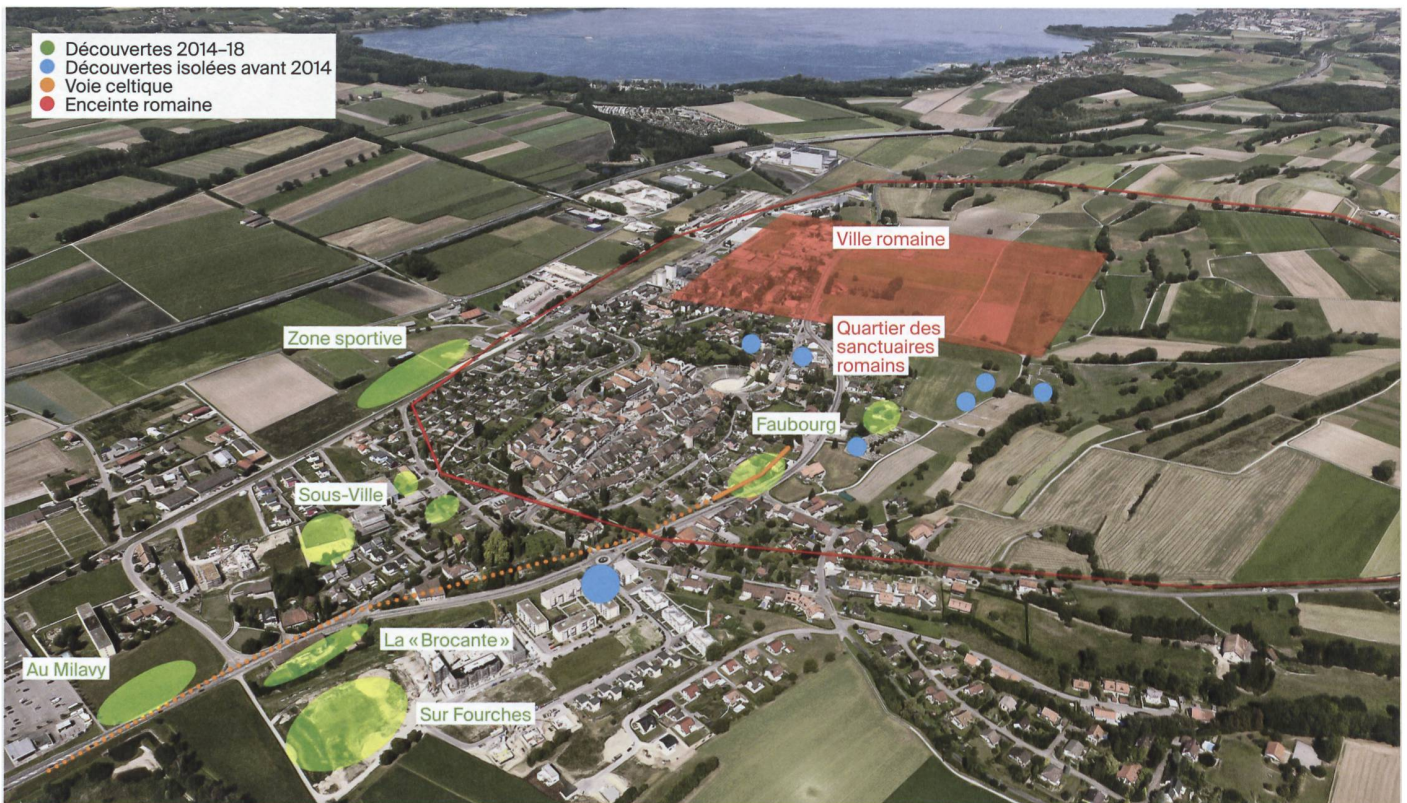 Découvertes 2014–18
Découvertes isolées avant 2014
Voie celtique
Enceinte romaine
Ville romaine
Zone sportive
Quartier des
sanctuaires
romains
Faubourg
Sous-Ville
La « Brocante »
Au Milavy
Sur Fourches